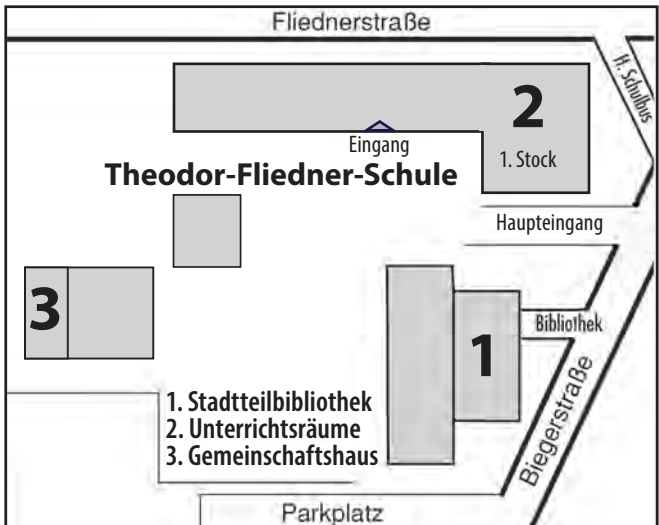 Fliednerstraße
H. Schulbus
2
Eingang
1. Stock
Theodor-Fliedner-Schule
Haupteingang
3
1
Bibliothek
1. Stadtteilbibliothek
2. Unterrichtsräume
3. Gemeinschaftshaus
Biegerstraße
Parkplatz